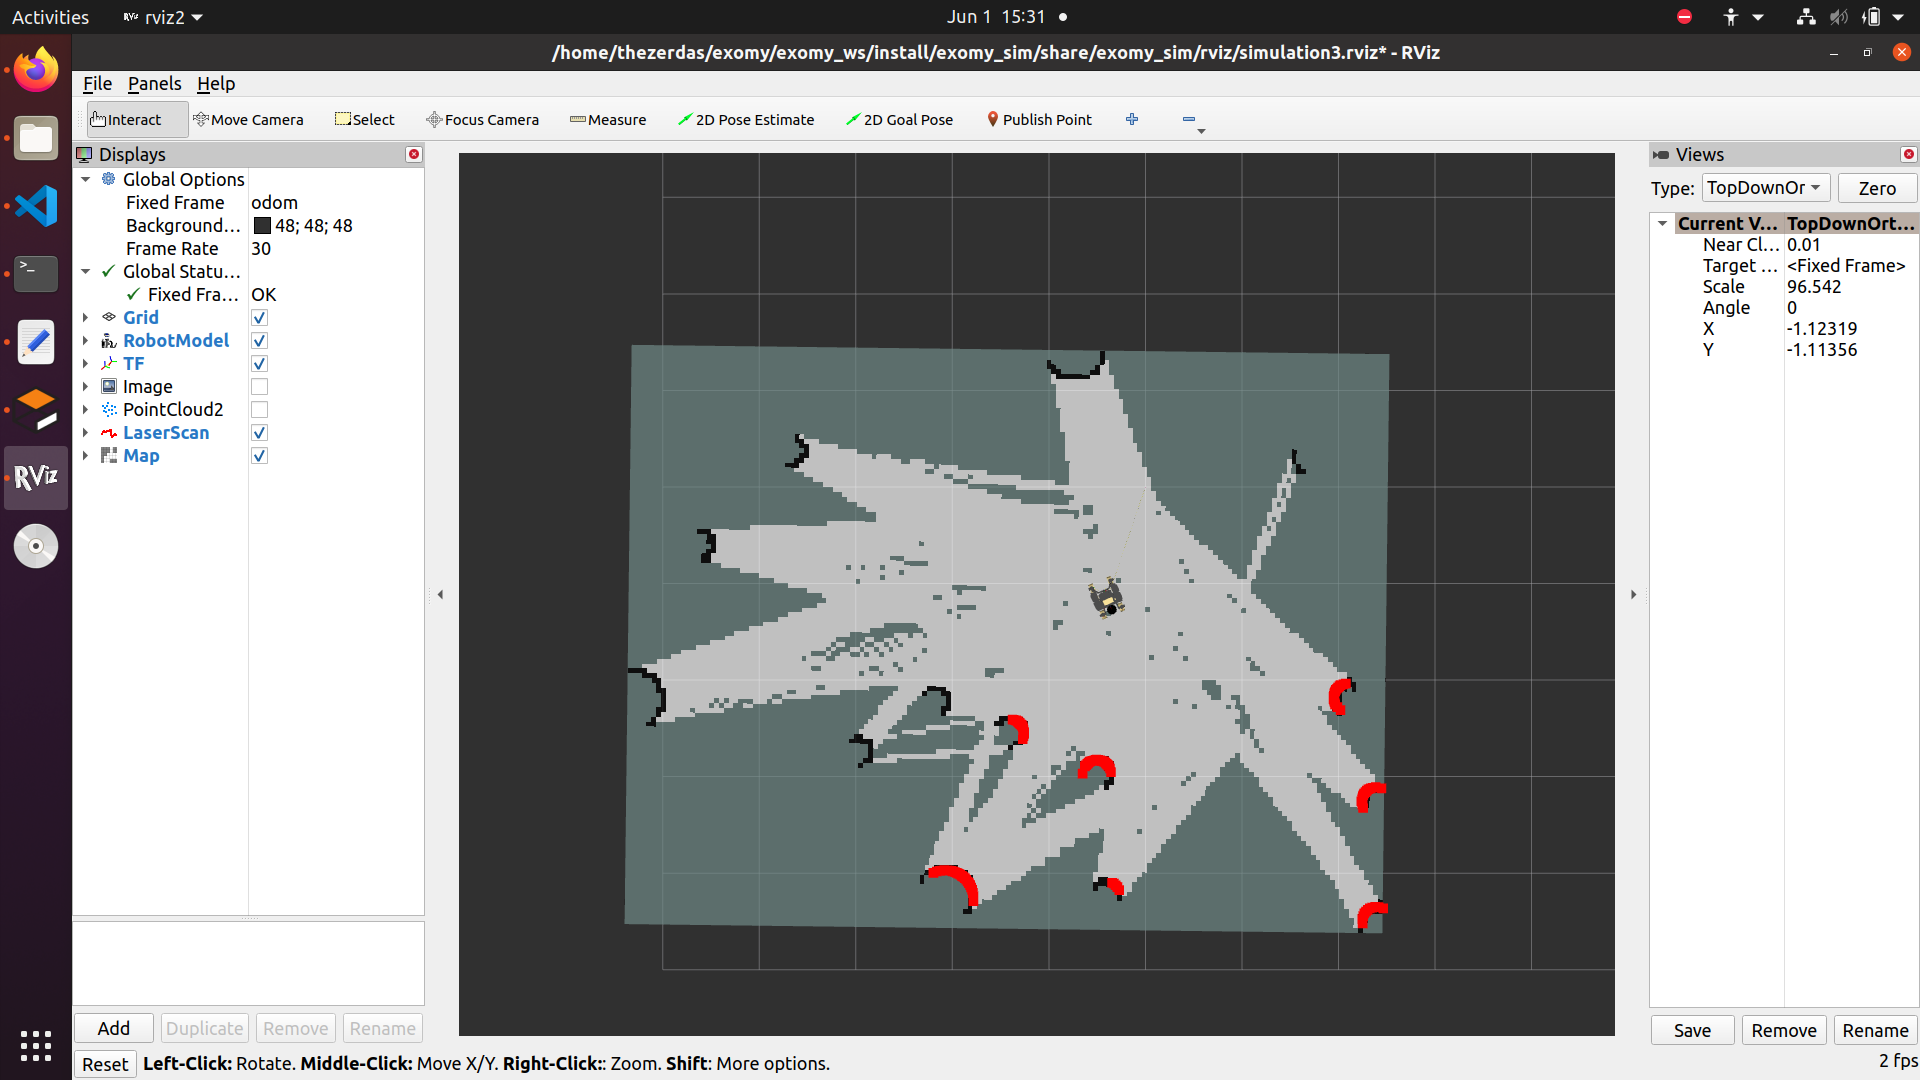 Activities
rviz2
Jun 1 15:31
/home/thezerdas/exomy/exomy_ws/install/exomy_sim/share/exomy_sim/rviz/simulation3.rviz* - RViz
File Panels Help
Interact Move Camera Select Focus Camera Measure 2D Pose Estimate 2D Goal Pose Publish Point
Displays
Global Options
Fixed Frame odom
Background... 48; 48; 48
Frame Rate 30
Global Statu...
Fixed Fra... OK
Grid
RobotModel
TF
Image
PointCloud2
LaserScan
Map
Add Duplicate Remove Rename
Views
Type: TopDownOr Zero
Current V... TopDownOrt...
Near Cl... 0.01
Target ... <Fixed Frame>
Scale 96.542
Angle 0
X -1.12319
Y -1.11356
Save Remove Rename
RViz
Reset Left-Click: Rotate. Middle-Click: Move X/Y. Right-Click:: Zoom. Shift: More options.
2 fps